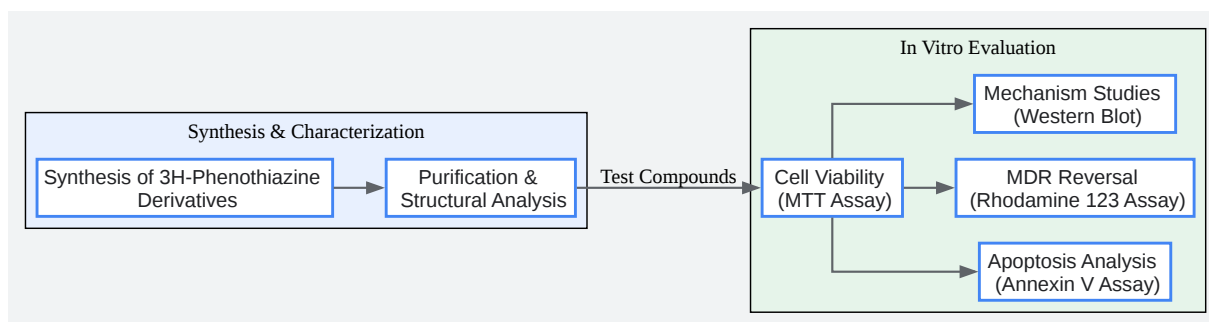 Synthesis & Characterization
Synthesis of 3H-Phenothiazine
Derivatives
Purification &
Structural Analysis
Test Compounds
In Vitro Evaluation
Cell Viability
(MTT Assay)
Mechanism Studies
(Western Blot)
MDR Reversal
(Rhodamine 123 Assay)
Apoptosis Analysis
(Annexin V Assay)